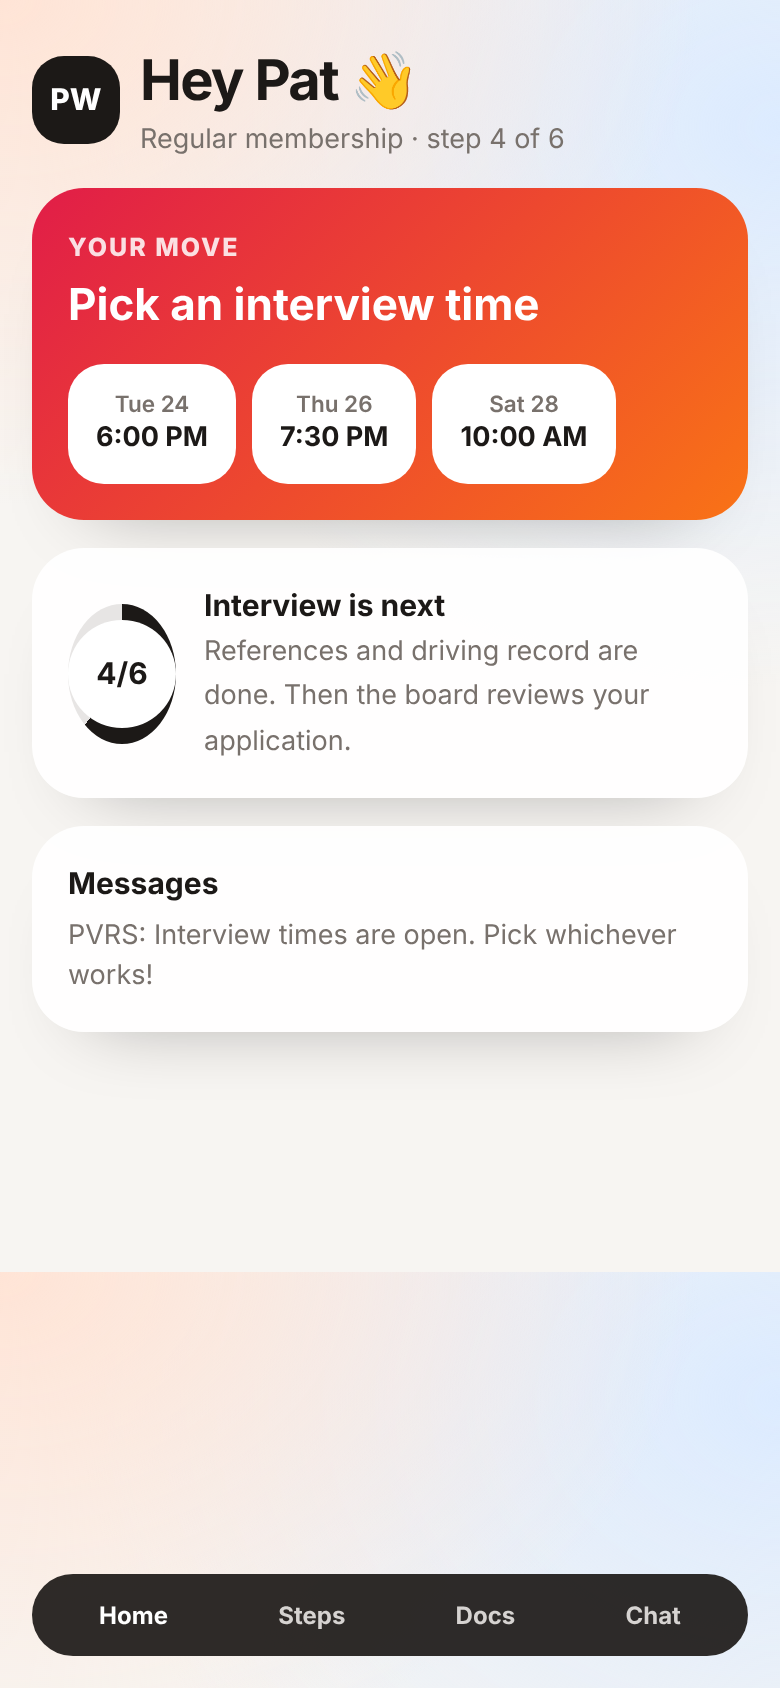 PW
Hey Pat 👋
Regular membership · step 4 of 6
YOUR MOVE
Pick an interview time
Tue 24
6:00 PM
Thu 26
7:30 PM
Sat 28
10:00 AM
4/6
Interview is next
References and driving record are
done. Then the board reviews your
application.
Messages
PVRS: Interview times are open. Pick whichever
works!
Home
Steps
Docs
Chat